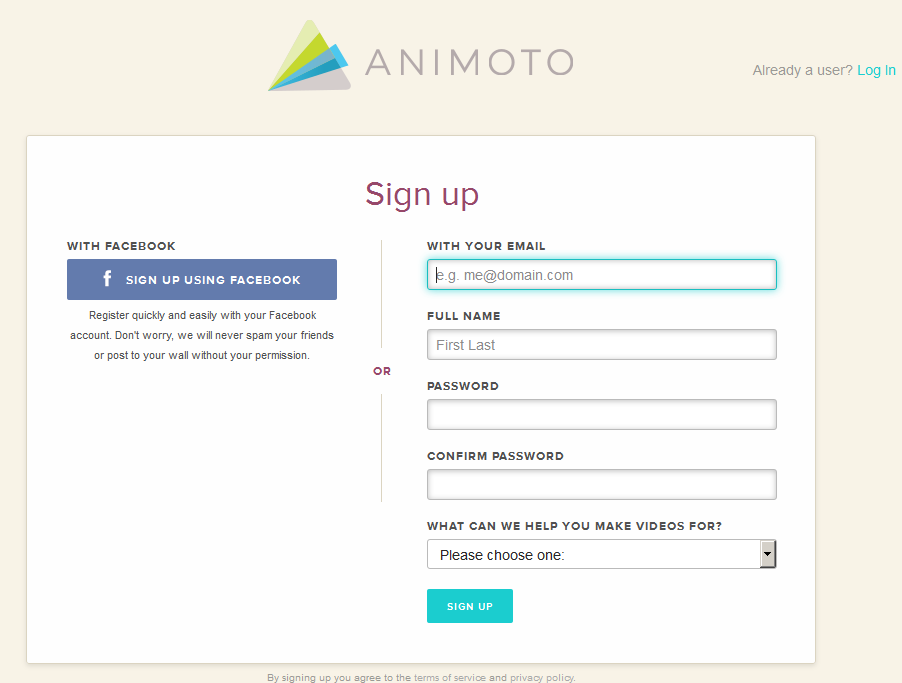 ANIMOTO
Already a user? Log in
Sign up
WITH FACEBOOK
f SIGN UP USING FACEBOOK
Register quickly and easily with your Facebook
account. Don't worry, we will never spam your friends
or post to your wall without your permission.
OR
WITH YOUR EMAIL
e.g. me@domain.com
FULL NAME
First Last
PASSWORD
CONFIRM PASSWORD
WHAT CAN WE HELP YOU MAKE VIDEOS FOR?
Please choose one:
SIGN UP
By signing up you agree to the terms of service and privacy policy.